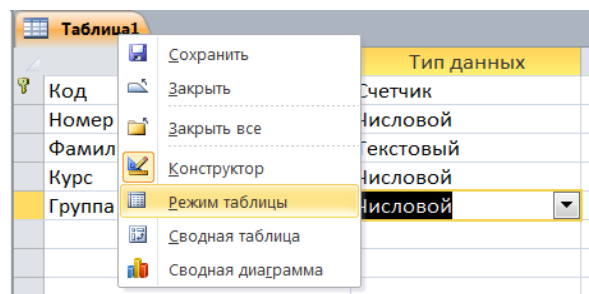 Таблица1
Сохранить
Закрыть
Закрыть все
Конструктор
Режим таблицы
Сводная таблица
Сводная диаграмма
Тип данных
Код
Счетчик
Номер
Числовой
Фамил
Текстовый
Курс
Числовой
Группа
Числовой